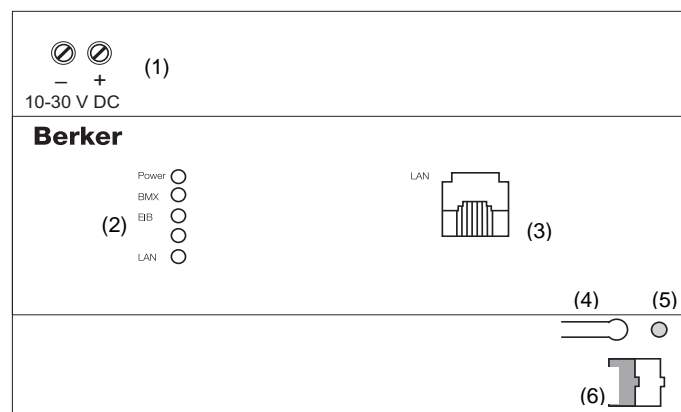 (1)
– +
10-30 V DC
Berker
Power
BMX
EIB
(2)
LAN
LAN
(3)
(4)
(5)
(6)